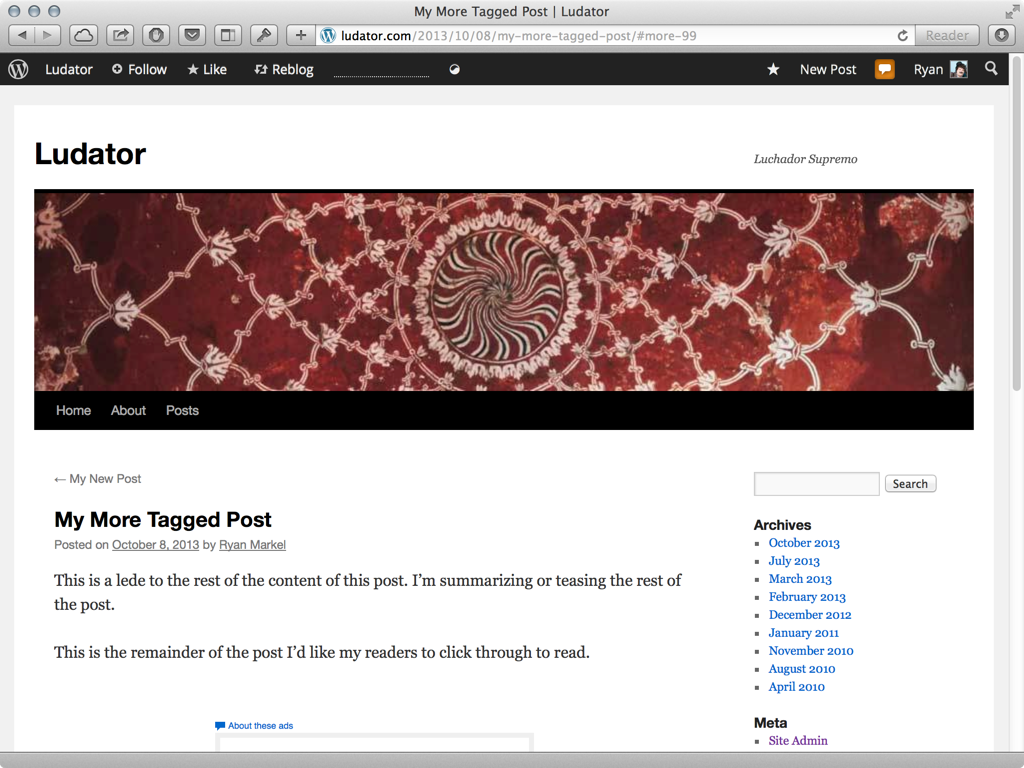 My More Tagged Post | Ludator
ludator.com/2013/10/08/my-more-tagged-post/#more-99
Reader
Ludator Follow Like Reblog New Post Ryan
Ludator
Luchador Supremo
Home About Posts
← My New Post
Search
My More Tagged Post
Posted on October 8, 2013 by Ryan Markel
This is a lede to the rest of the content of this post. I’m summarizing or teasing the rest of
the post.
This is the remainder of the post I’d like my readers to click through to read.
About these ads
Archives
October 2013
July 2013
March 2013
February 2013
December 2012
January 2011
November 2010
August 2010
April 2010
Meta
Site Admin